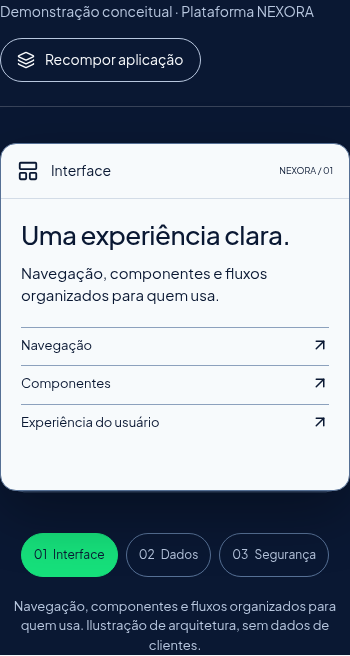 Demonstração conceitual · Plataforma NEXORA
Recompor aplicação
Interface
NEXORA / 01
Uma experiência clara.
Navegação, componentes e fluxos
organizados para quem usa.
Navegação
Componentes
Experiência do usuário
01 Interface
02 Dados
03 Segurança
Navegação, componentes e fluxos organizados para
quem usa. Ilustração de arquitetura, sem dados de
clientes.